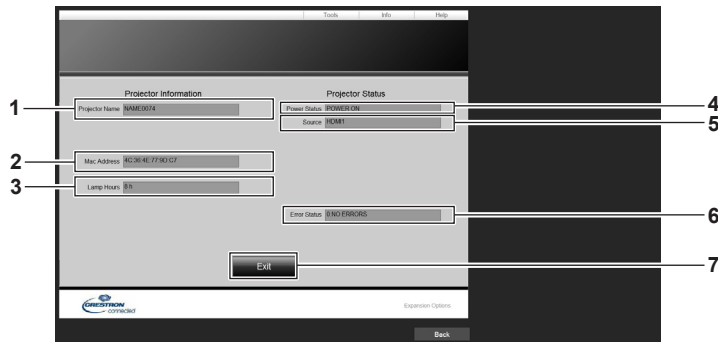 Tools Info Help
Projector Information Projector Status
1 Projector Name NAME0074 Power Status POWER ON 4
Source HDMI1 5
2 Mac Address 4C:36:4E:77:9D:C7
3 Lamp Hours 8 h
Error Status 0:NO ERRORS 6
Exit 7
CRESTRON connected Expansion Options
Back